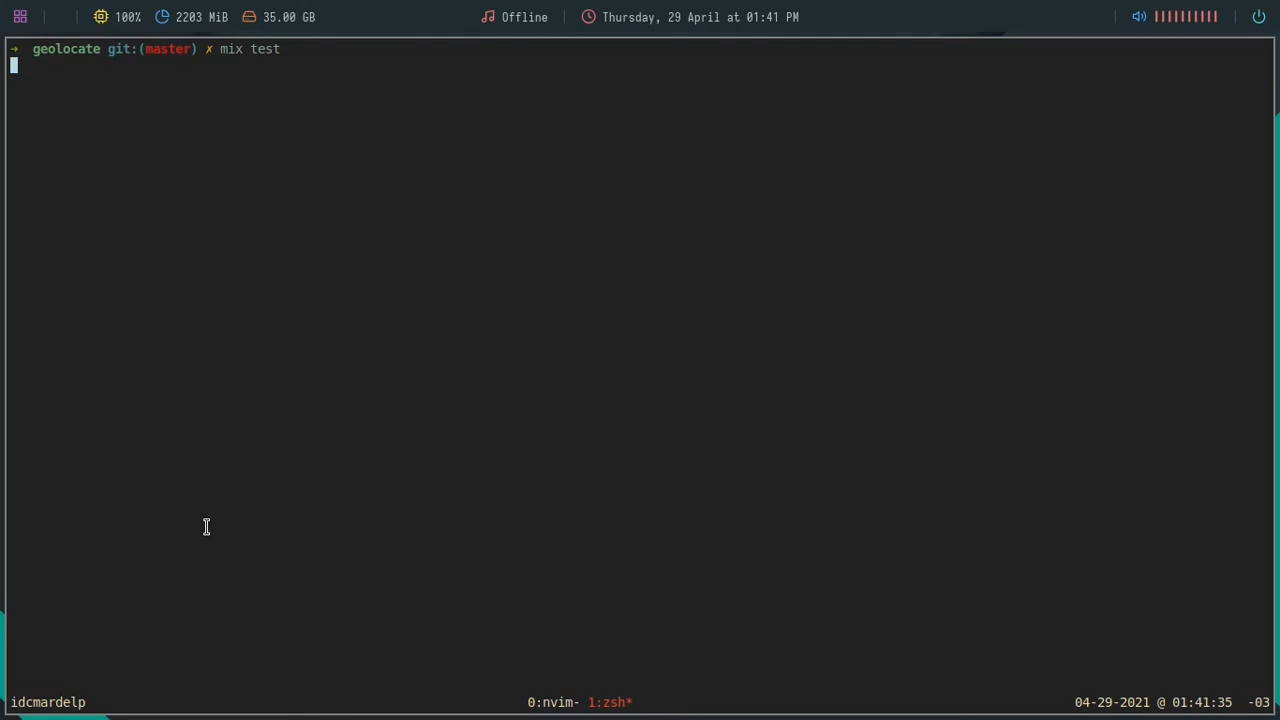 100% 2203 MiB 35.00 GB Offline Thursday, 29 April at 01:41 PM
→ geolocate git:(master) ✗ mix test
idcmardelp 0:nvim- 1:zsh* 04-29-2021 @ 01:41:35 -03